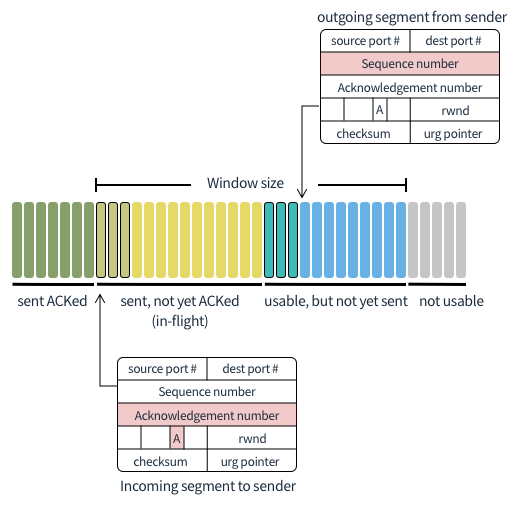 outgoing segment from sender
source port # dest port #
Sequence number
Acknowledgement number
A rwnd
checksum urg pointer
Window size
sent ACKed sent, not yet ACKed usable, but not yet sent not usable
(in-flight)
source port # dest port #
Sequence number
Acknowledgement number
A rwnd
checksum urg pointer
Incoming segment to sender